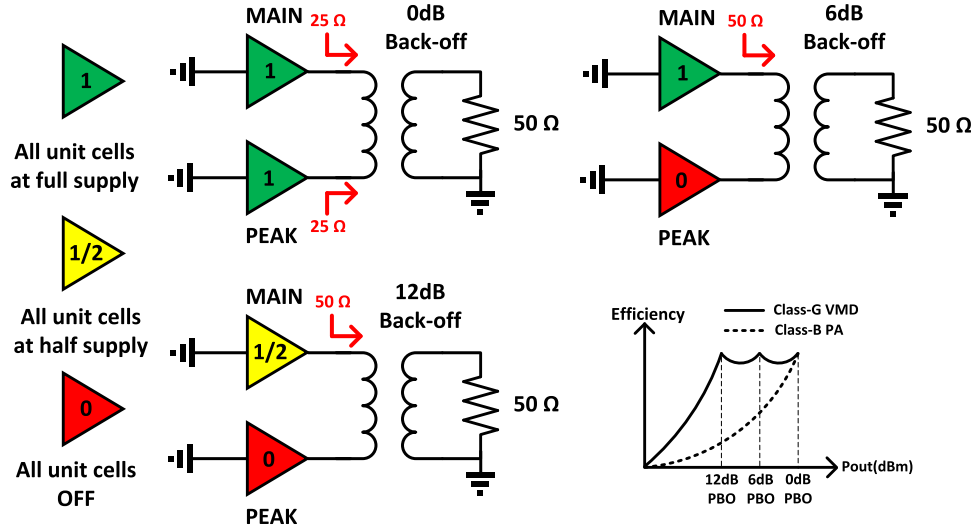 1
All unit cells
at full supply
1/2
All unit cells
at half supply
0
All unit cells
OFF
MAIN
25 Ω
0dB
Back-off
1
50 Ω
1
PEAK
25 Ω
MAIN
50 Ω
6dB
Back-off
1
50 Ω
0
PEAK
MAIN
50 Ω
12dB
Back-off
1/2
50 Ω
0
PEAK
Efficiency
Class-G VMD
Class-B PA
Pout(dBm)
12dB
PBO
6dB
PBO
0dB
PBO